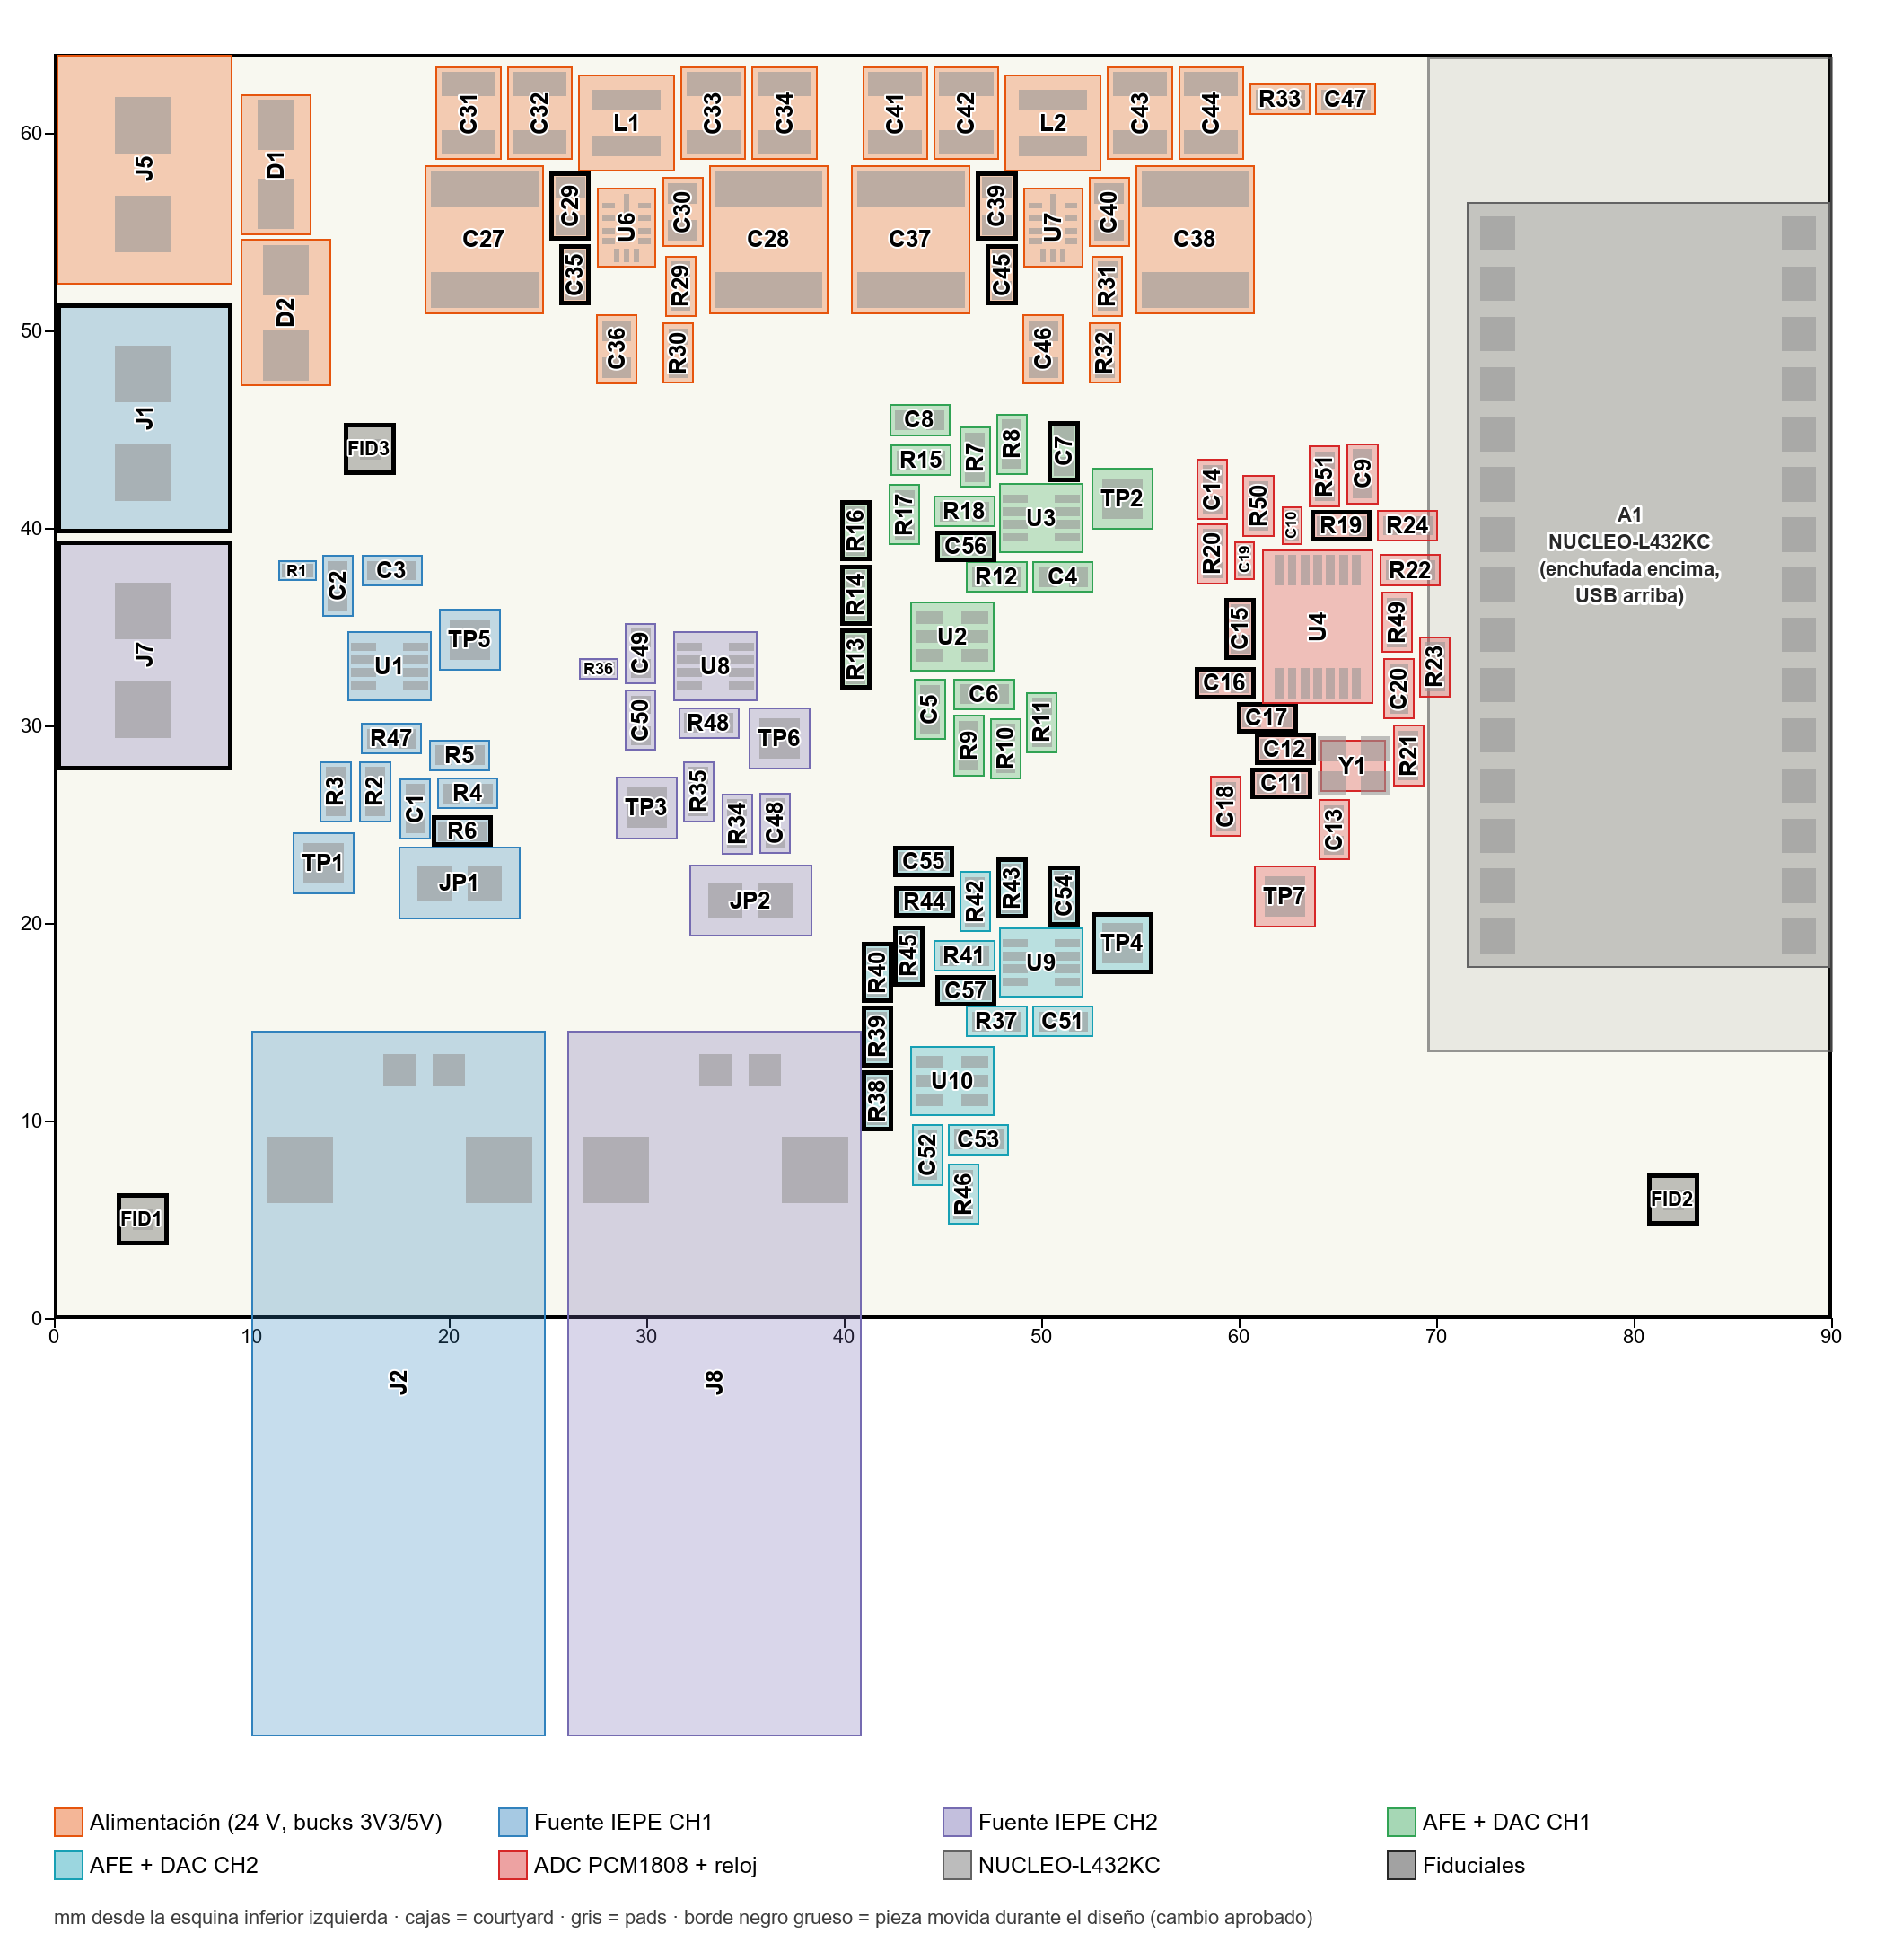 C31 C32 L1 C33 C34 C41 C42 L2 C43 C44 R33 C47
60
J5 D1
C29 U6 C30 C39 U7 C40
C27 C28 C37 C38
C35 R29 C45 R31
D2
50
C36 R30 C46 R32
J1
FID3
C8 R7 R8 C7
R15 R51 C9
TP2 C14 R50
R17 R18 U3 C10 R19 R24
40
R16 C56 R20 C19
A1
NUCLEO-L432KC
(enchufada encima,
USB arriba)
R1 C2 C3 R12 C4 R22
R14
J7
TP5 U2 C15 U4 R49
U1 R36 C49 U8 R13 R23
C16 C20
30
C50 R48 TP6 C5 C6 R11 C17
R47 R5 R9 R10 C12 R21
R3 R2 C1 R4 TP3 R35 C11 Y1
R6 R34 C48 C18 C13
TP1 JP1 C55
JP2 R44 R42 R43 C54 TP7
20
R40 R45 R41 U9 TP4
C57
R39 R37 C51
U10
R38
10
C52 C53
R46
FID1 FID2
0
0 10 20 30 40 50 60 70 80 90
J2 J8
Alimentación (24 V, bucks 3V3/5V) Fuente IEPE CH1 Fuente IEPE CH2 AFE + DAC CH1
AFE + DAC CH2 ADC PCM1808 + reloj NUCLEO-L432KC Fiduciales
mm desde la esquina inferior izquierda · cajas = courtyard · gris = pads · borde negro grueso = pieza movida durante el diseño (cambio aprobado)